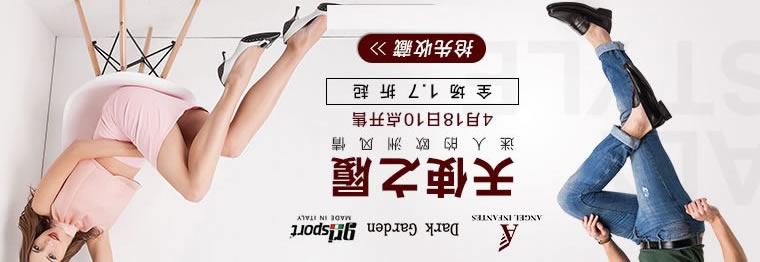 ANGEL INFANTES Dark Garden grisport
MADE IN ITALY
天使之履
迷人的欧洲风情
4月18日10点开售
全场1.7折起
抢先收藏 >>
STYLE